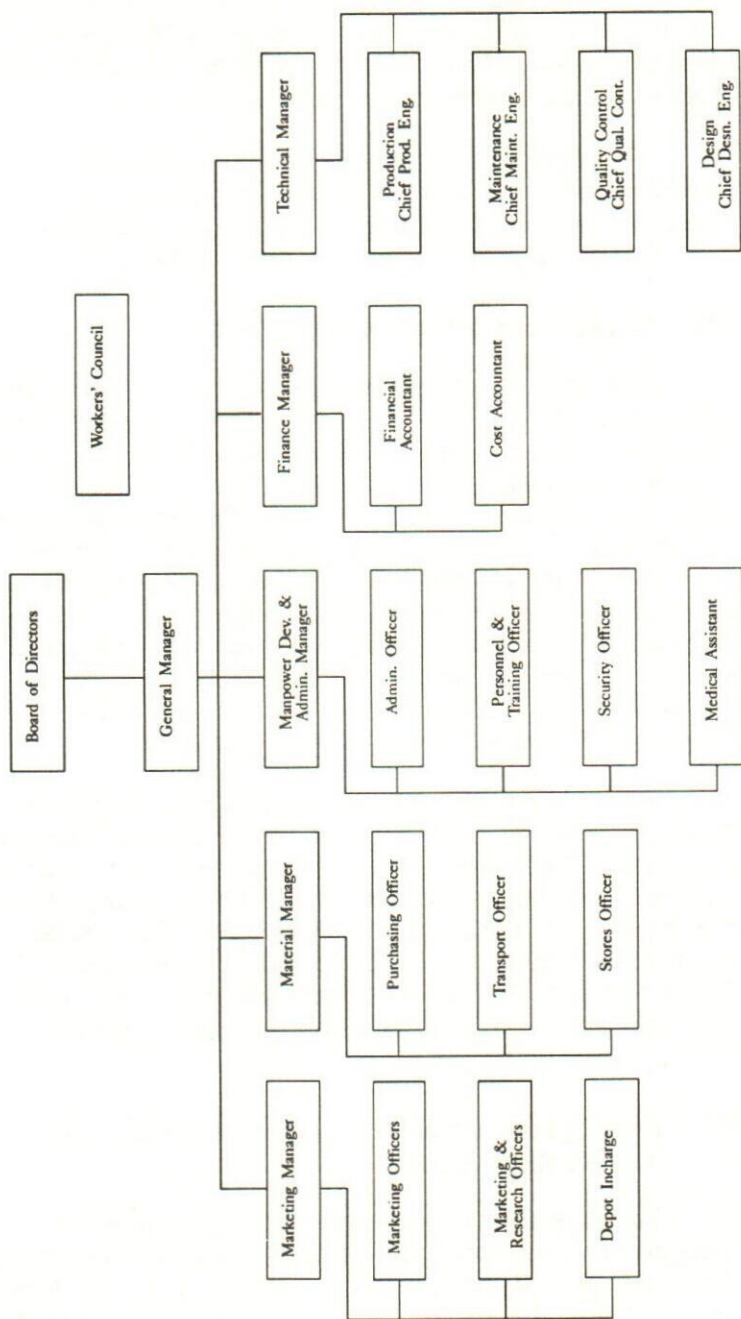 Board of Directors
Workers' Council
General Manager
Marketing Manager
Material Manager
Manpower Dev. &
Admin. Manager
Finance Manager
Technical Manager
Marketing Officers
Marketing &
Research Officers
Depot Incharge
Purchasing Officer
Transport Officer
Stores Officer
Admin. Officer
Personnel &
Training Officer
Security Officer
Medical Assistant
Financial
Accountant
Cost Accountant
Production
Chief Prod. Eng.
Maintenance
Chief Maint. Eng.
Quality Control
Chief Qual. Cont.
Design
Chief Desn. Eng.